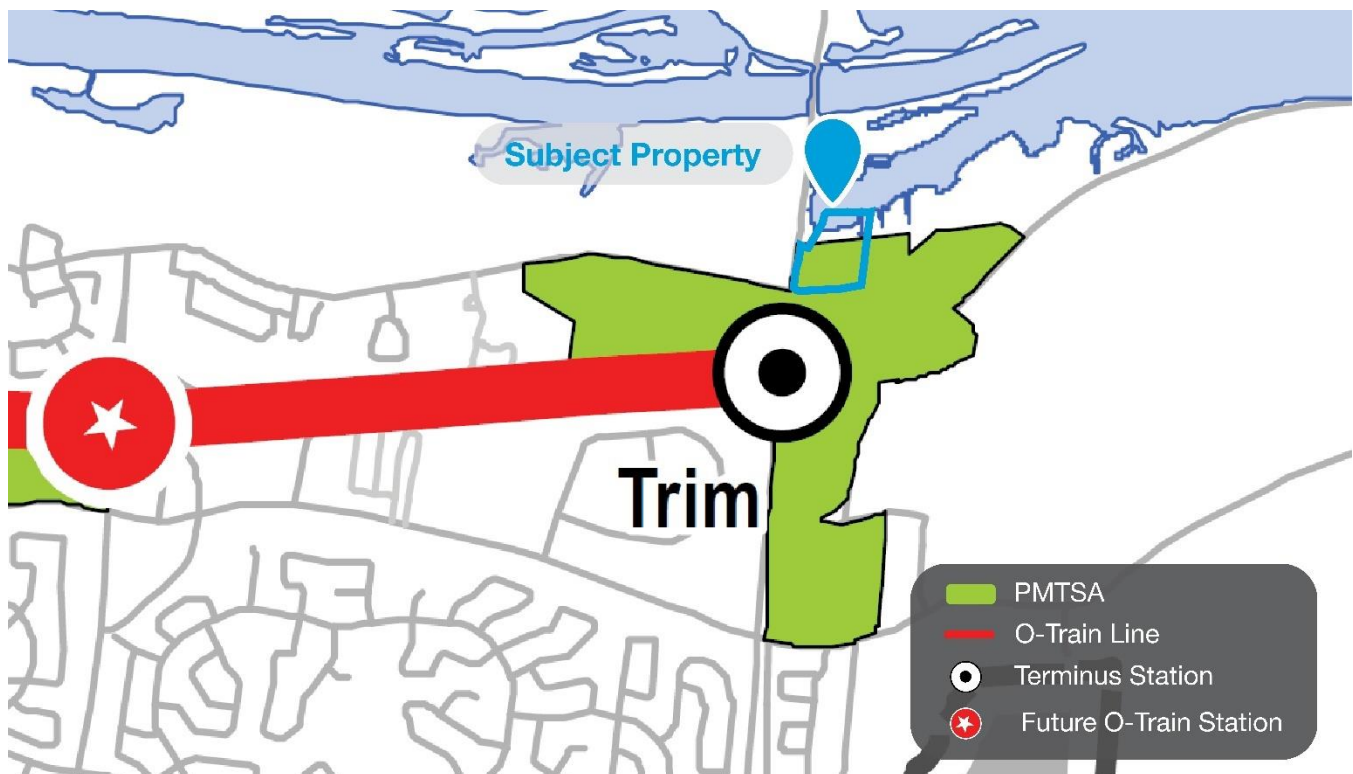 Subject Property
Trim
PMTSA
O-Train Line
Terminus Station
Future O-Train Station